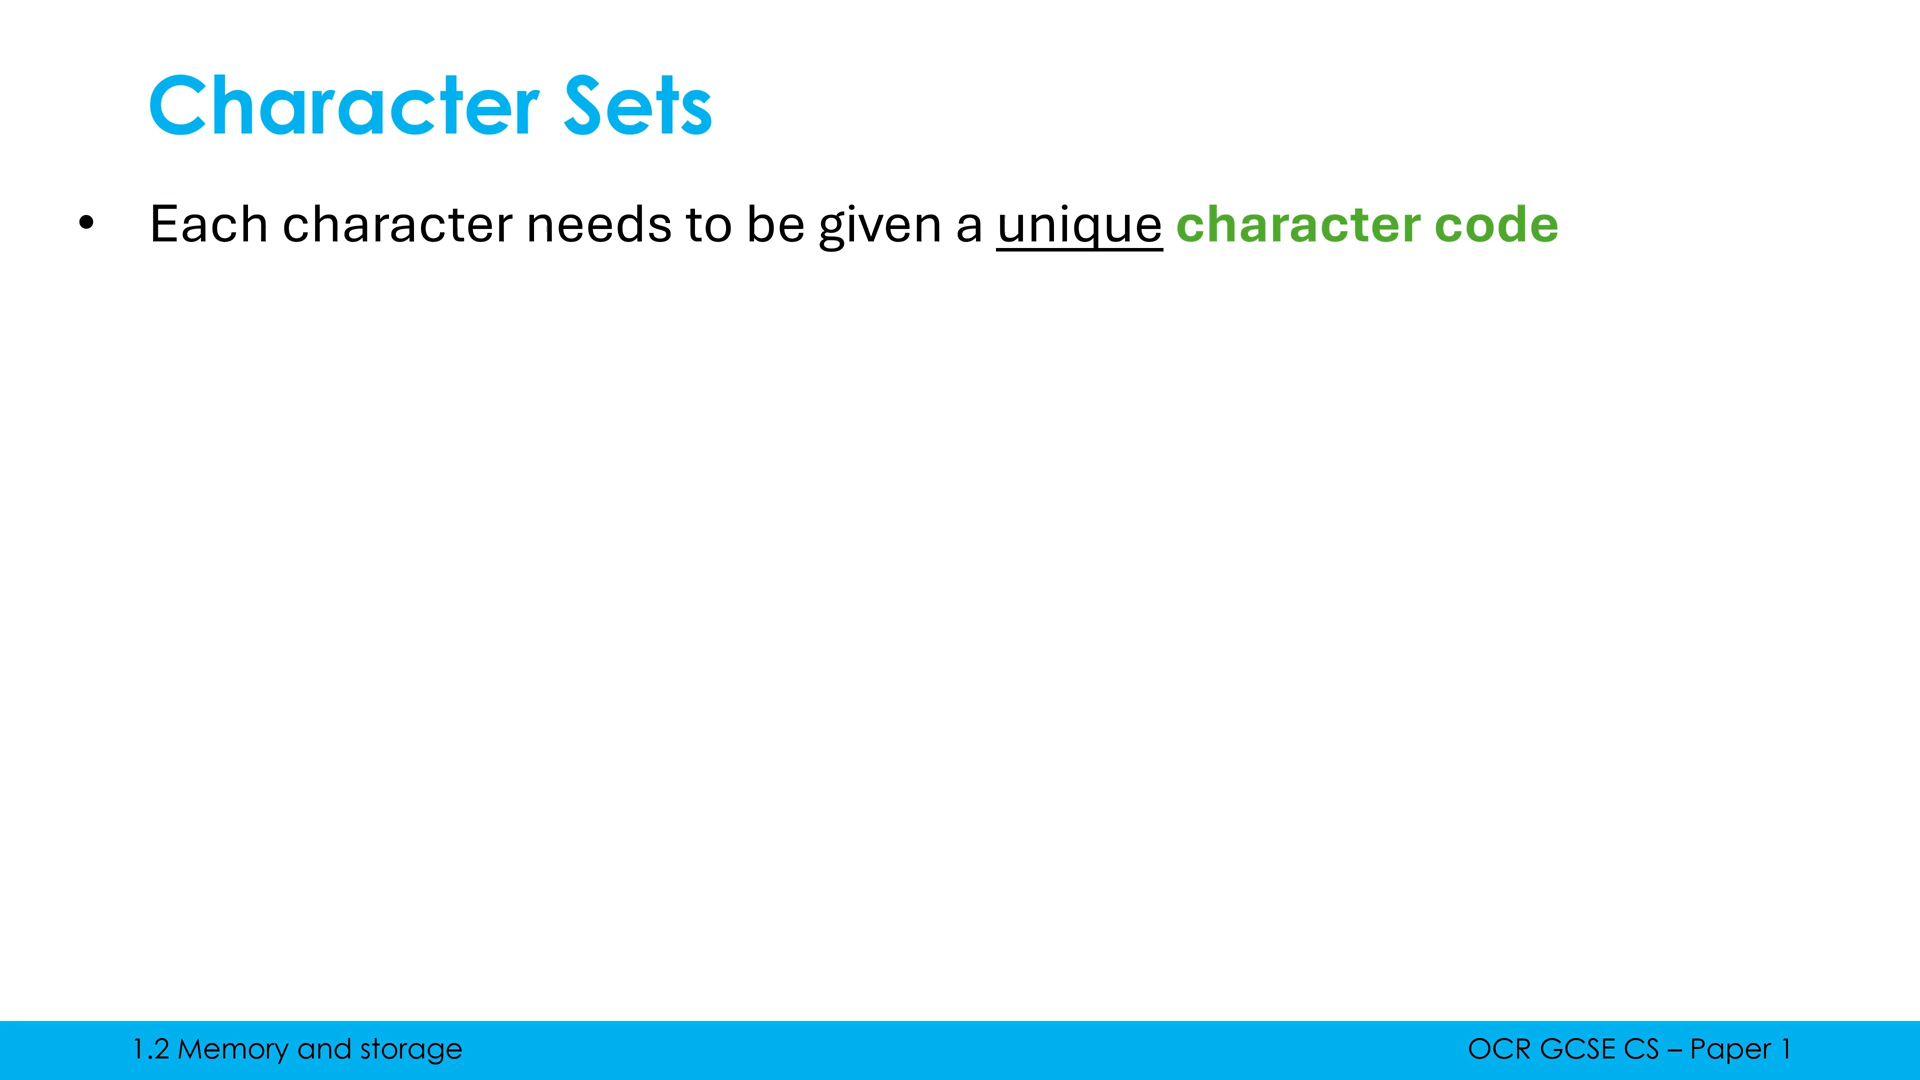 Character Sets
• Each character needs to be given a unique character code
1.2 Memory and storage
OCR GCSE CS – Paper 1